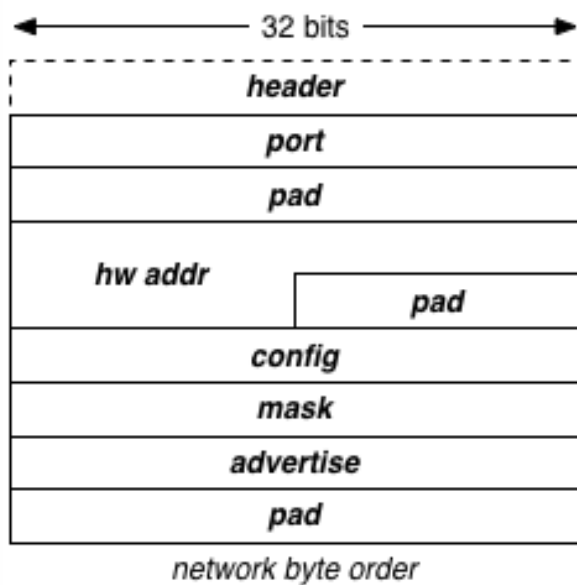 32 bits
header
port
pad
hw addr
pad
config
mask
advertise
pad
network byte order